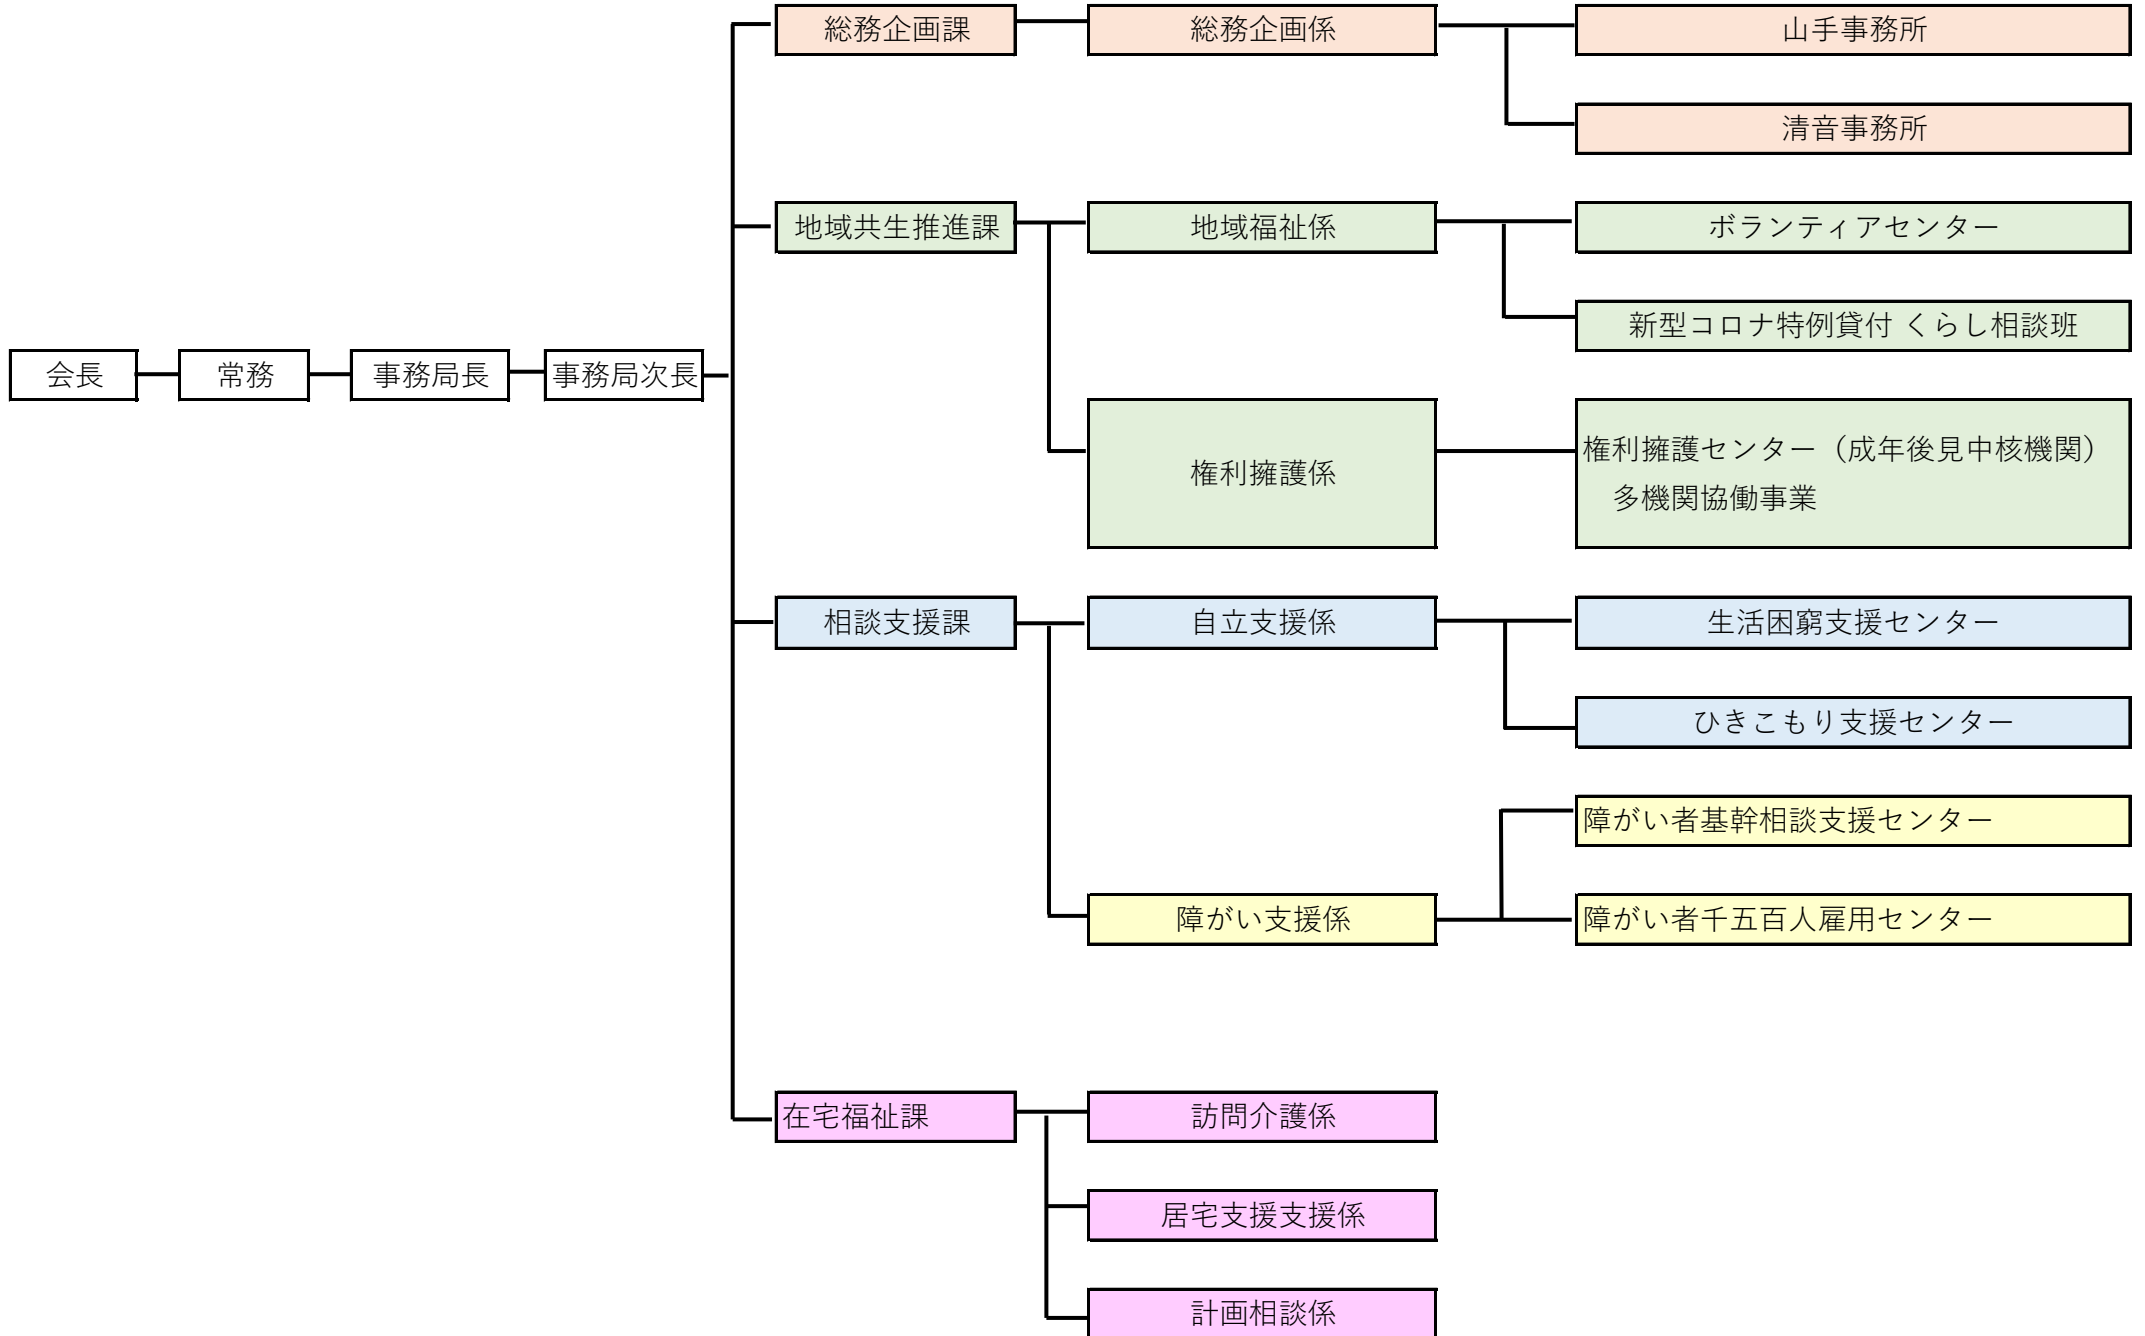 総務企画課
総務企画係
山手事務所
清音事務所
地域共生推進課
地域福祉係
ボランティアセンター
新型コロナ特例貸付 くらし相談班
会長
常務
事務局長
事務局次長
権利擁護係
権利擁護センター（成年後見中核機関）
多機関協働事業
相談支援課
自立支援係
生活困窮支援センター
ひきこもり支援センター
障がい者基幹相談支援センター
障がい支援係
障がい者千五百人雇用センター
在宅福祉課
訪問介護係
居宅支援支援係
計画相談係